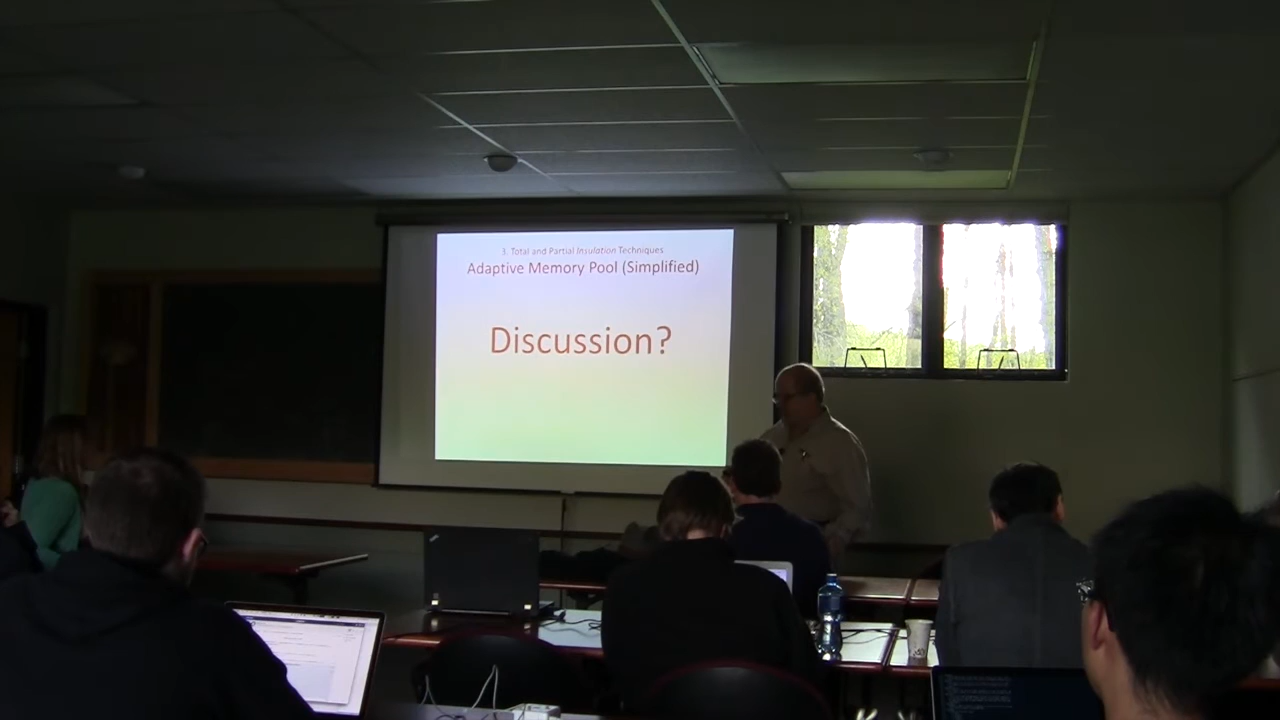 3. Total and Partial Insulation Techniques
Adaptive Memory Pool (Simplified)
Discussion?